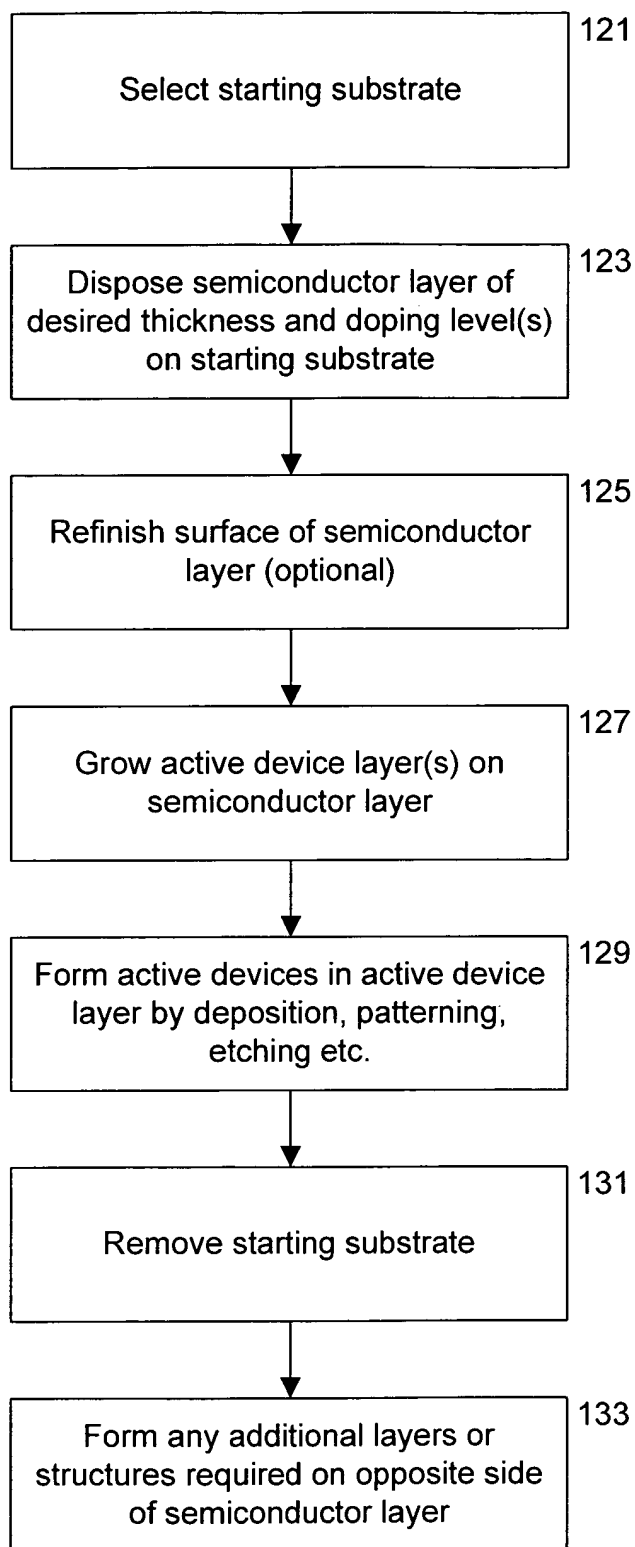 121
Select starting substrate
123
Dispose semiconductor layer of
desired thickness and doping level(s)
on starting substrate
125
Refinish surface of semiconductor
layer (optional)
127
Grow active device layer(s) on
semiconductor layer
129
Form active devices in active device
layer by deposition, patterning,
etching etc.
131
Remove starting substrate
133
Form any additional layers or
structures required on opposite side
of semiconductor layer